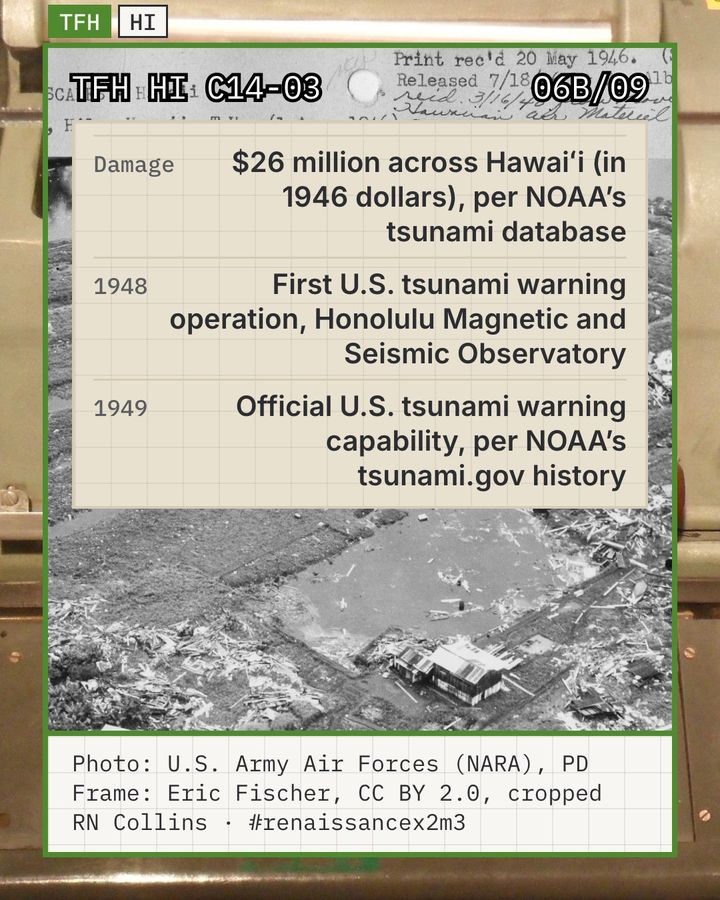 TFH HI
Print rec'd 20 May 1946.
Released 7/18/
TFH HI C14-03 06B/09
Damage $26 million across Hawaiʻi (in
1946 dollars), per NOAA’s
tsunami database
1948 First U.S. tsunami warning
operation, Honolulu Magnetic and
Seismic Observatory
1949 Official U.S. tsunami warning
capability, per NOAA’s
tsunami.gov history
Photo: U.S. Army Air Forces (NARA), PD
Frame: Eric Fischer, CC BY 2.0, cropped
RN Collins · #renaissancex2m3